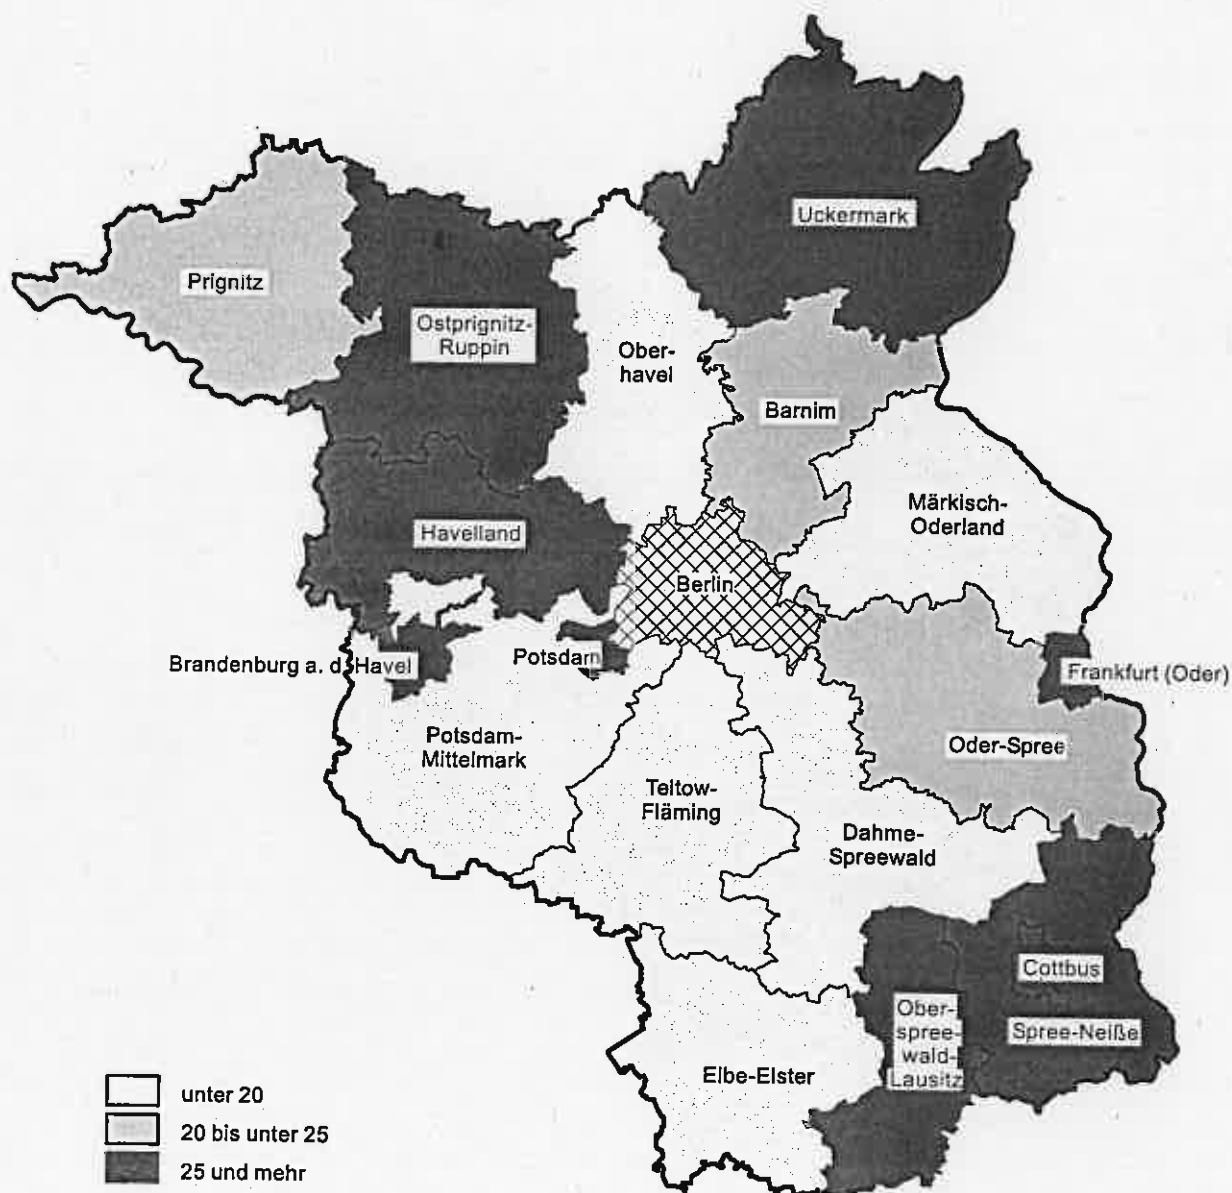 Uckermark
Prignitz
Ostprignitz-
Ruppin
Ober-
havel
Barnim
Märkisch-
Oderland
Havelland
Berlin
Brandenburg a. d. Havel
Potsdam
Frankfurt (Oder)
Potsdam-
Mittelmark
Oder-Spree
Teltow-
Fläming
Dahme-
Spreewald
Cottbus
Ober-
spree-
wald-
Lausitz
Spree-Neiße
Elbe-Elster
unter 20
20 bis unter 25
25 und mehr